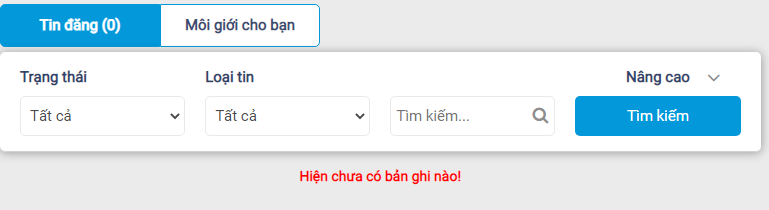 Tin đăng (0) Môi giới cho bạn
Trạng thái Loại tin Nâng cao
Tất cả Tất cả Tìm kiếm... Tìm kiếm
Hiện chưa có bản ghi nào!